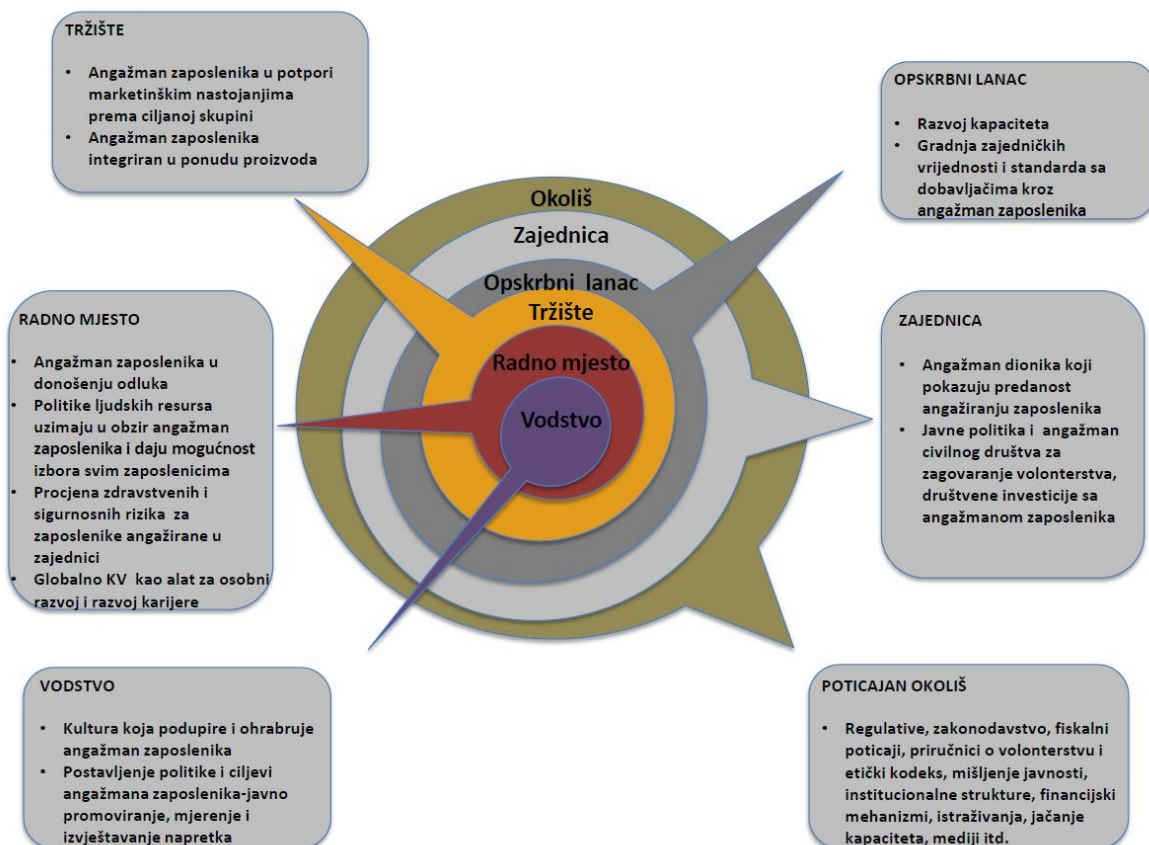 TRŽIŠTE
• Angažman zaposlenika u potpori
marketinškim nastojanjima
prema ciljanoj skupini
• Angažman zaposlenika
integriran u ponudu proizvoda
OPSKRBNI LANAC
• Razvoj kapaciteta
• Gradnja zajedničkih
vrijednosti i standarda sa
dobavljačima kroz
angažman zaposlenika
Okoliš
Zajednica
Opskrbni lanac
Tržište
Radno mjesto
Vodstvo
RADNO MJESTO
• Angažman zaposlenika u
donošenju odluka
• Politike ljudskih resursa
uzimaju u obzir angažman
zaposlenika i daju mogućnost
izbora svim zaposlenicima
• Procjena zdravstvenih i
sigurnosnih rizika za
zaposlenike angažirane u
zajednici
• Globalno KV kao alat za osobni
razvoj i razvoj karijere
ZAJEDNICA
• Angažman dionika koji
pokazuju predanost
angažiranju zaposlenika
• Javne politika i angažman
civilnog društva za
zagovaranje volonterstva,
društvene investicije sa
angažmanom zaposlenika
VODSTVO
• Kultura koja podupire i ohrabruje
angažman zaposlenika
• Postavljenje politike i ciljevi
angažmana zaposlenika-javno
promoviranje, mjerenje i
izvještavanje napretka
POTICAJAN OKOLIŠ
• Regulative, zakonodavstvo, fiskalni
poticaji, priručnici o volonterstvu i
etički kodeks, mišljenje javnosti,
institucionalne strukture, financijski
mehanizmi, istraživanja, jačanje
kapaciteta, mediji itd.